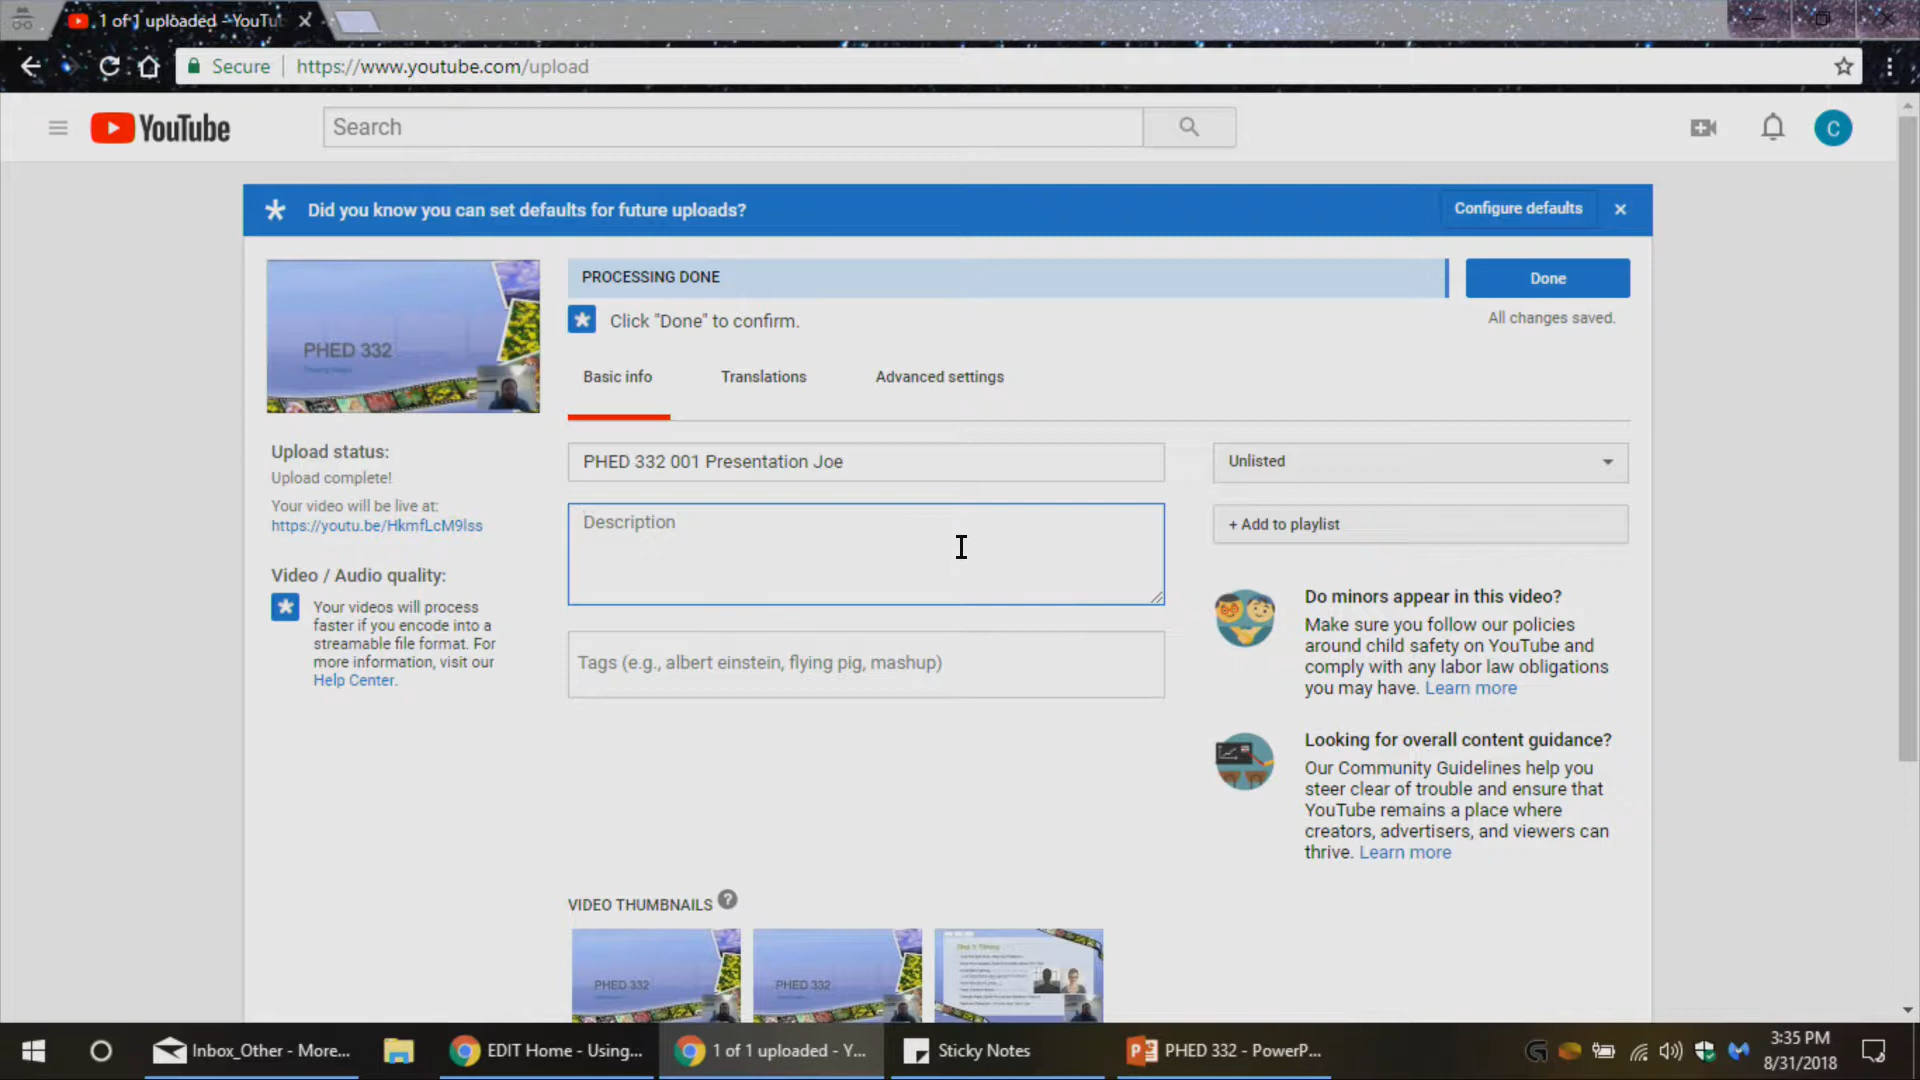 1 of 1 uploaded - YouTu
Secure
https://www.youtube.com/upload
YouTube
Search
C
Did you know you can set defaults for future uploads?
Configure defaults
PROCESSING DONE
Done
Click "Done" to confirm.
All changes saved.
PHED 332
Basic info
Translations
Advanced settings
Upload status:
Upload complete!
Your video will be live at:
https://youtu.be/HkmfLcM9lss
PHED 332 001 Presentation Joe
Unlisted
Description
+ Add to playlist
Video / Audio quality:
Your videos will process
faster if you encode into a
streamable file format. For
more information, visit our
Help Center.
Tags (e.g., albert einstein, flying pig, mashup)
Do minors appear in this video?
Make sure you follow our policies
around child safety on YouTube and
comply with any labor law obligations
you may have. Learn more
Looking for overall content guidance?
Our Community Guidelines help you
steer clear of trouble and ensure that
YouTube remains a place where
creators, advertisers, and viewers can
thrive. Learn more
VIDEO THUMBNAILS ?
PHED 332
PHED 332
Inbox_Other - More...
EDIT Home - Using...
1 of 1 uploaded - Y...
Sticky Notes
PHED 332 - PowerP...
3:35 PM
8/31/2018